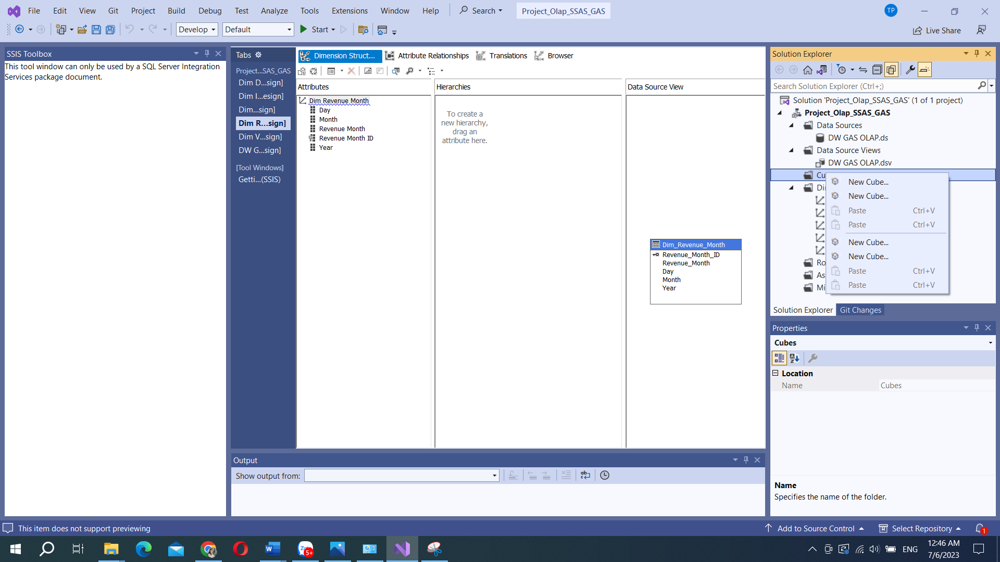 File Edit View Git Project Build Debug Test Analyze Tools Extensions Window Help Search Project_Olap_SSAS_GAS TP
Develop Default Start Live Share
SSIS Toolbox
This tool window can only be used by a SQL Server Integration
Services package document.
Tabs
Project...SAS_GAS
Dim D...sign]
Dim I...esign]
Dim...sign]
Dim R...sign]
Dim V...sign]
DW G...sign]
[Tool Windows]
Getti...(SSIS)
Dimension Struct... Attribute Relationships Translations Browser
Attributes
Dim Revenue Month
Day
Month
Revenue Month
Revenue Month ID
Year
Hierarchies
To create a
new hierarchy,
drag an
attribute here.
Data Source View
Dim_Revenue_Month
Revenue_Month_ID
Revenue_Month
Day
Month
Year
Output
Show output from:
Solution Explorer
Search Solution Explorer (Ctrl+;)
Solution 'Project_Olap_SSAS_GAS' (1 of 1 project)
Project_Olap_SSAS_GAS
Data Sources
DW GAS OLAP.ds
Data Source Views
DW GAS OLAP.dsv
Cu
Di
Ro
As
Mi
New Cube...
New Cube...
Paste Ctrl+V
Paste Ctrl+V
New Cube...
New Cube...
Paste Ctrl+V
Paste Ctrl+V
Solution Explorer Git Changes
Properties
Cubes
Location
Name Cubes
Name
Specifies the name of the folder.
This item does not support previewing Add to Source Control Select Repository 1
5+ ENG 12:46 AM
7/6/2023